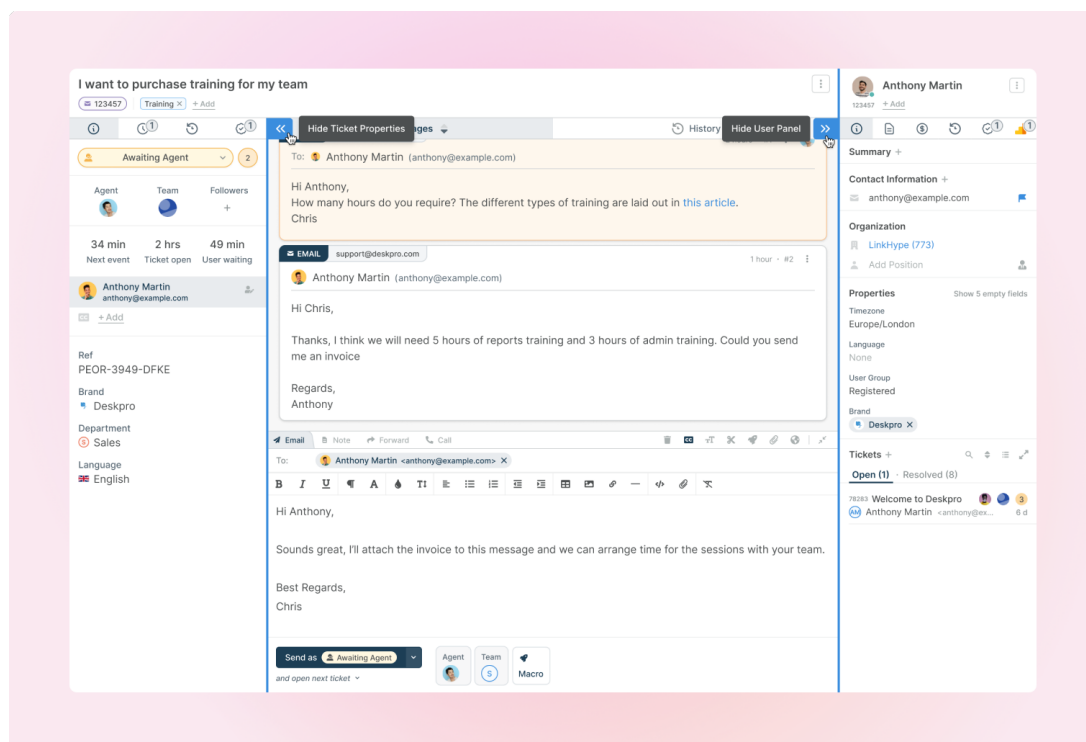 I want to purchase training for my team
123457
Training ×
+ Add
1
1
Awaiting Agent
2
Agent
Team
Followers
+
34 min
2 hrs
49 min
Next event
Ticket open
User waiting
Anthony Martin
anthony@example.com
CC + Add
Ref
PEOR-3949-DFKE
Brand
Deskpro
Department
S Sales
Language
English
Hide Ticket Properties
ges
History
Hide User Panel
To: Anthony Martin (anthony@example.com)
Hi Anthony,
How many hours do you require? The different types of training are laid out in this article.
Chris
EMAIL support@deskpro.com
1 hour · #2
Anthony Martin (anthony@example.com)
Hi Chris,
Thanks, I think we will need 5 hours of reports training and 3 hours of admin training. Could you send
me an invoice
Regards,
Anthony
Email
Note
Forward
Call
CC
To: Anthony Martin <anthony@example.com> ×
B I U ¶ A
Hi Anthony,
Sounds great, I'll attach the invoice to this message and we can arrange time for the sessions with your team.
Best Regards,
Chris
Send as Awaiting Agent
and open next ticket
Agent
Team
S
Macro
Anthony Martin
123457 + Add
1
1
Summary +
Contact Information +
anthony@example.com
Organization
LinkHype (773)
Add Position
Properties
Show 5 empty fields
Timezone
Europe/London
Language
None
User Group
Registered
Brand
Deskpro ×
Tickets +
Open (1) · Resolved (8)
78283 Welcome to Deskpro
3
AM Anthony Martin <anthony@ex...
6 d